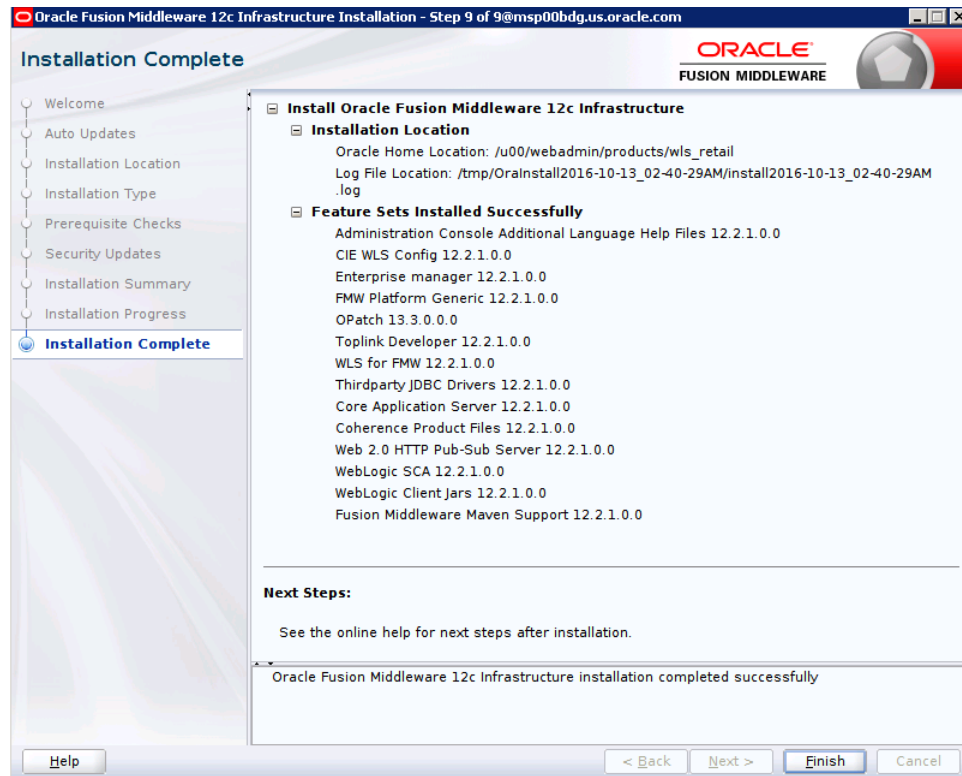 Oracle Fusion Middleware 12c Infrastructure Installation - Step 9 of 9@msp00bdg.us.oracle.com
Installation Complete
ORACLE
FUSION MIDDLEWARE
Welcome
Auto Updates
Installation Location
Installation Type
Prerequisite Checks
Security Updates
Installation Summary
Installation Progress
Installation Complete
Install Oracle Fusion Middleware 12c Infrastructure
Installation Location
Oracle Home Location: /u00/webadmin/products/wls_retail
Log File Location: /tmp/OraInstall2016-10-13_02-40-29AM/install2016-10-13_02-40-29AM
.log
Feature Sets Installed Successfully
Administration Console Additional Language Help Files 12.2.1.0.0
CIE WLS Config 12.2.1.0.0
Enterprise manager 12.2.1.0.0
FMW Platform Generic 12.2.1.0.0
OPatch 13.3.0.0.0
Toplink Developer 12.2.1.0.0
WLS for FMW 12.2.1.0.0
Thirdparty JDBC Drivers 12.2.1.0.0
Core Application Server 12.2.1.0.0
Coherence Product Files 12.2.1.0.0
Web 2.0 HTTP Pub-Sub Server 12.2.1.0.0
WebLogic SCA 12.2.1.0.0
WebLogic Client Jars 12.2.1.0.0
Fusion Middleware Maven Support 12.2.1.0.0
Next Steps:
See the online help for next steps after installation.
Oracle Fusion Middleware 12c Infrastructure installation completed successfully
Help
< Back
Next >
Finish
Cancel